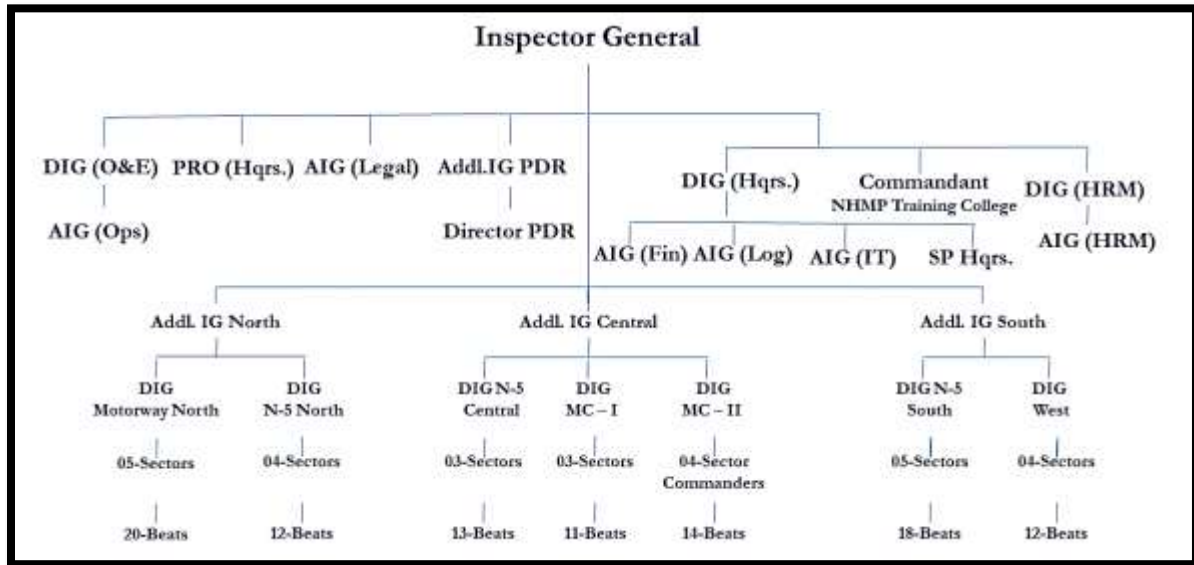 Inspector General
DIG (O&E) PRO (Hqrs.) AIG (Legal) Addl.IG PDR
DIG (Hqrs.) Commandant DIG (HRM)
NHMP Training College
AIG (Ops) Director PDR
AIG (Fin) AIG (Log) AIG (IT) SP Hqrs. AIG (HRM)
Addl. IG North Addl. IG Central Addl. IG South
DIG DIG DIG N-5 DIG DIG DIG N-5 DIG
Motorway North N-5 North Central MC – I MC – II South West
05-Sectors 04-Sectors 03-Sectors 03-Sectors 04-Sector 05-Sectors 04-Sectors
Commanders
20-Beats 12-Beats 13-Beats 11-Beats 14-Beats 18-Beats 12-Beats